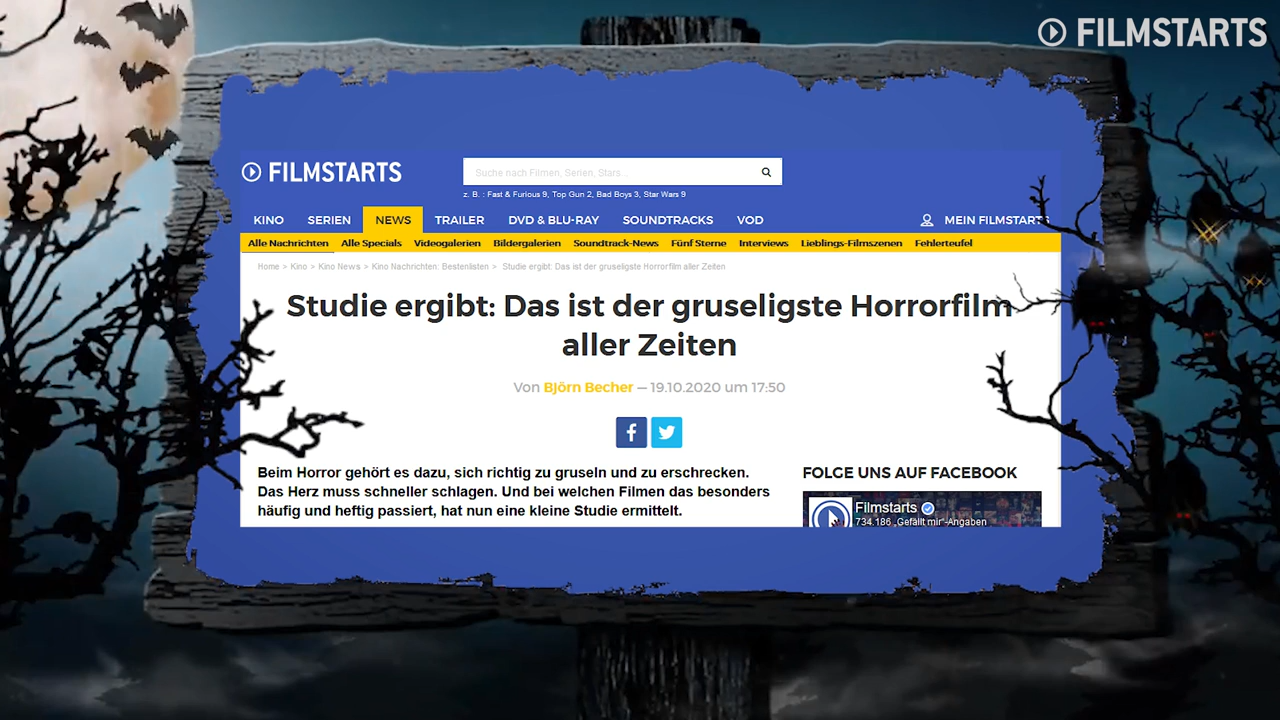 FILMSTARTS
FILMSTARTS
Suche nach Filmen, Serien, Stars...
z. B. : Fast & Furious 9, Top Gun 2, Bad Boys 3, Star Wars 9
KINO SERIEN NEWS TRAILER DVD & BLU-RAY SOUNDTRACKS VOD MEIN FILMSTARTS
Alle Nachrichten Alle Specials Videogalerien Bildergalerien Soundtrack-News Fünf Sterne Interviews Lieblings-Filmszenen Fehlerteufel
Home > Kino > Kino News > Kino Nachrichten: Bestenlisten > Studie ergibt: Das ist der gruseligste Horrorfilm aller Zeiten
Studie ergibt: Das ist der gruseligste Horrorfilm
aller Zeiten
Von Björn Becher — 19.10.2020 um 17:50
Beim Horror gehört es dazu, sich richtig zu gruseln und zu erschrecken.
Das Herz muss schneller schlagen. Und bei welchen Filmen das besonders
häufig und heftig passiert, hat nun eine kleine Studie ermittelt.
FOLGE UNS AUF FACEBOOK
Filmstarts
734.186 „Gefällt mir“-Angaben